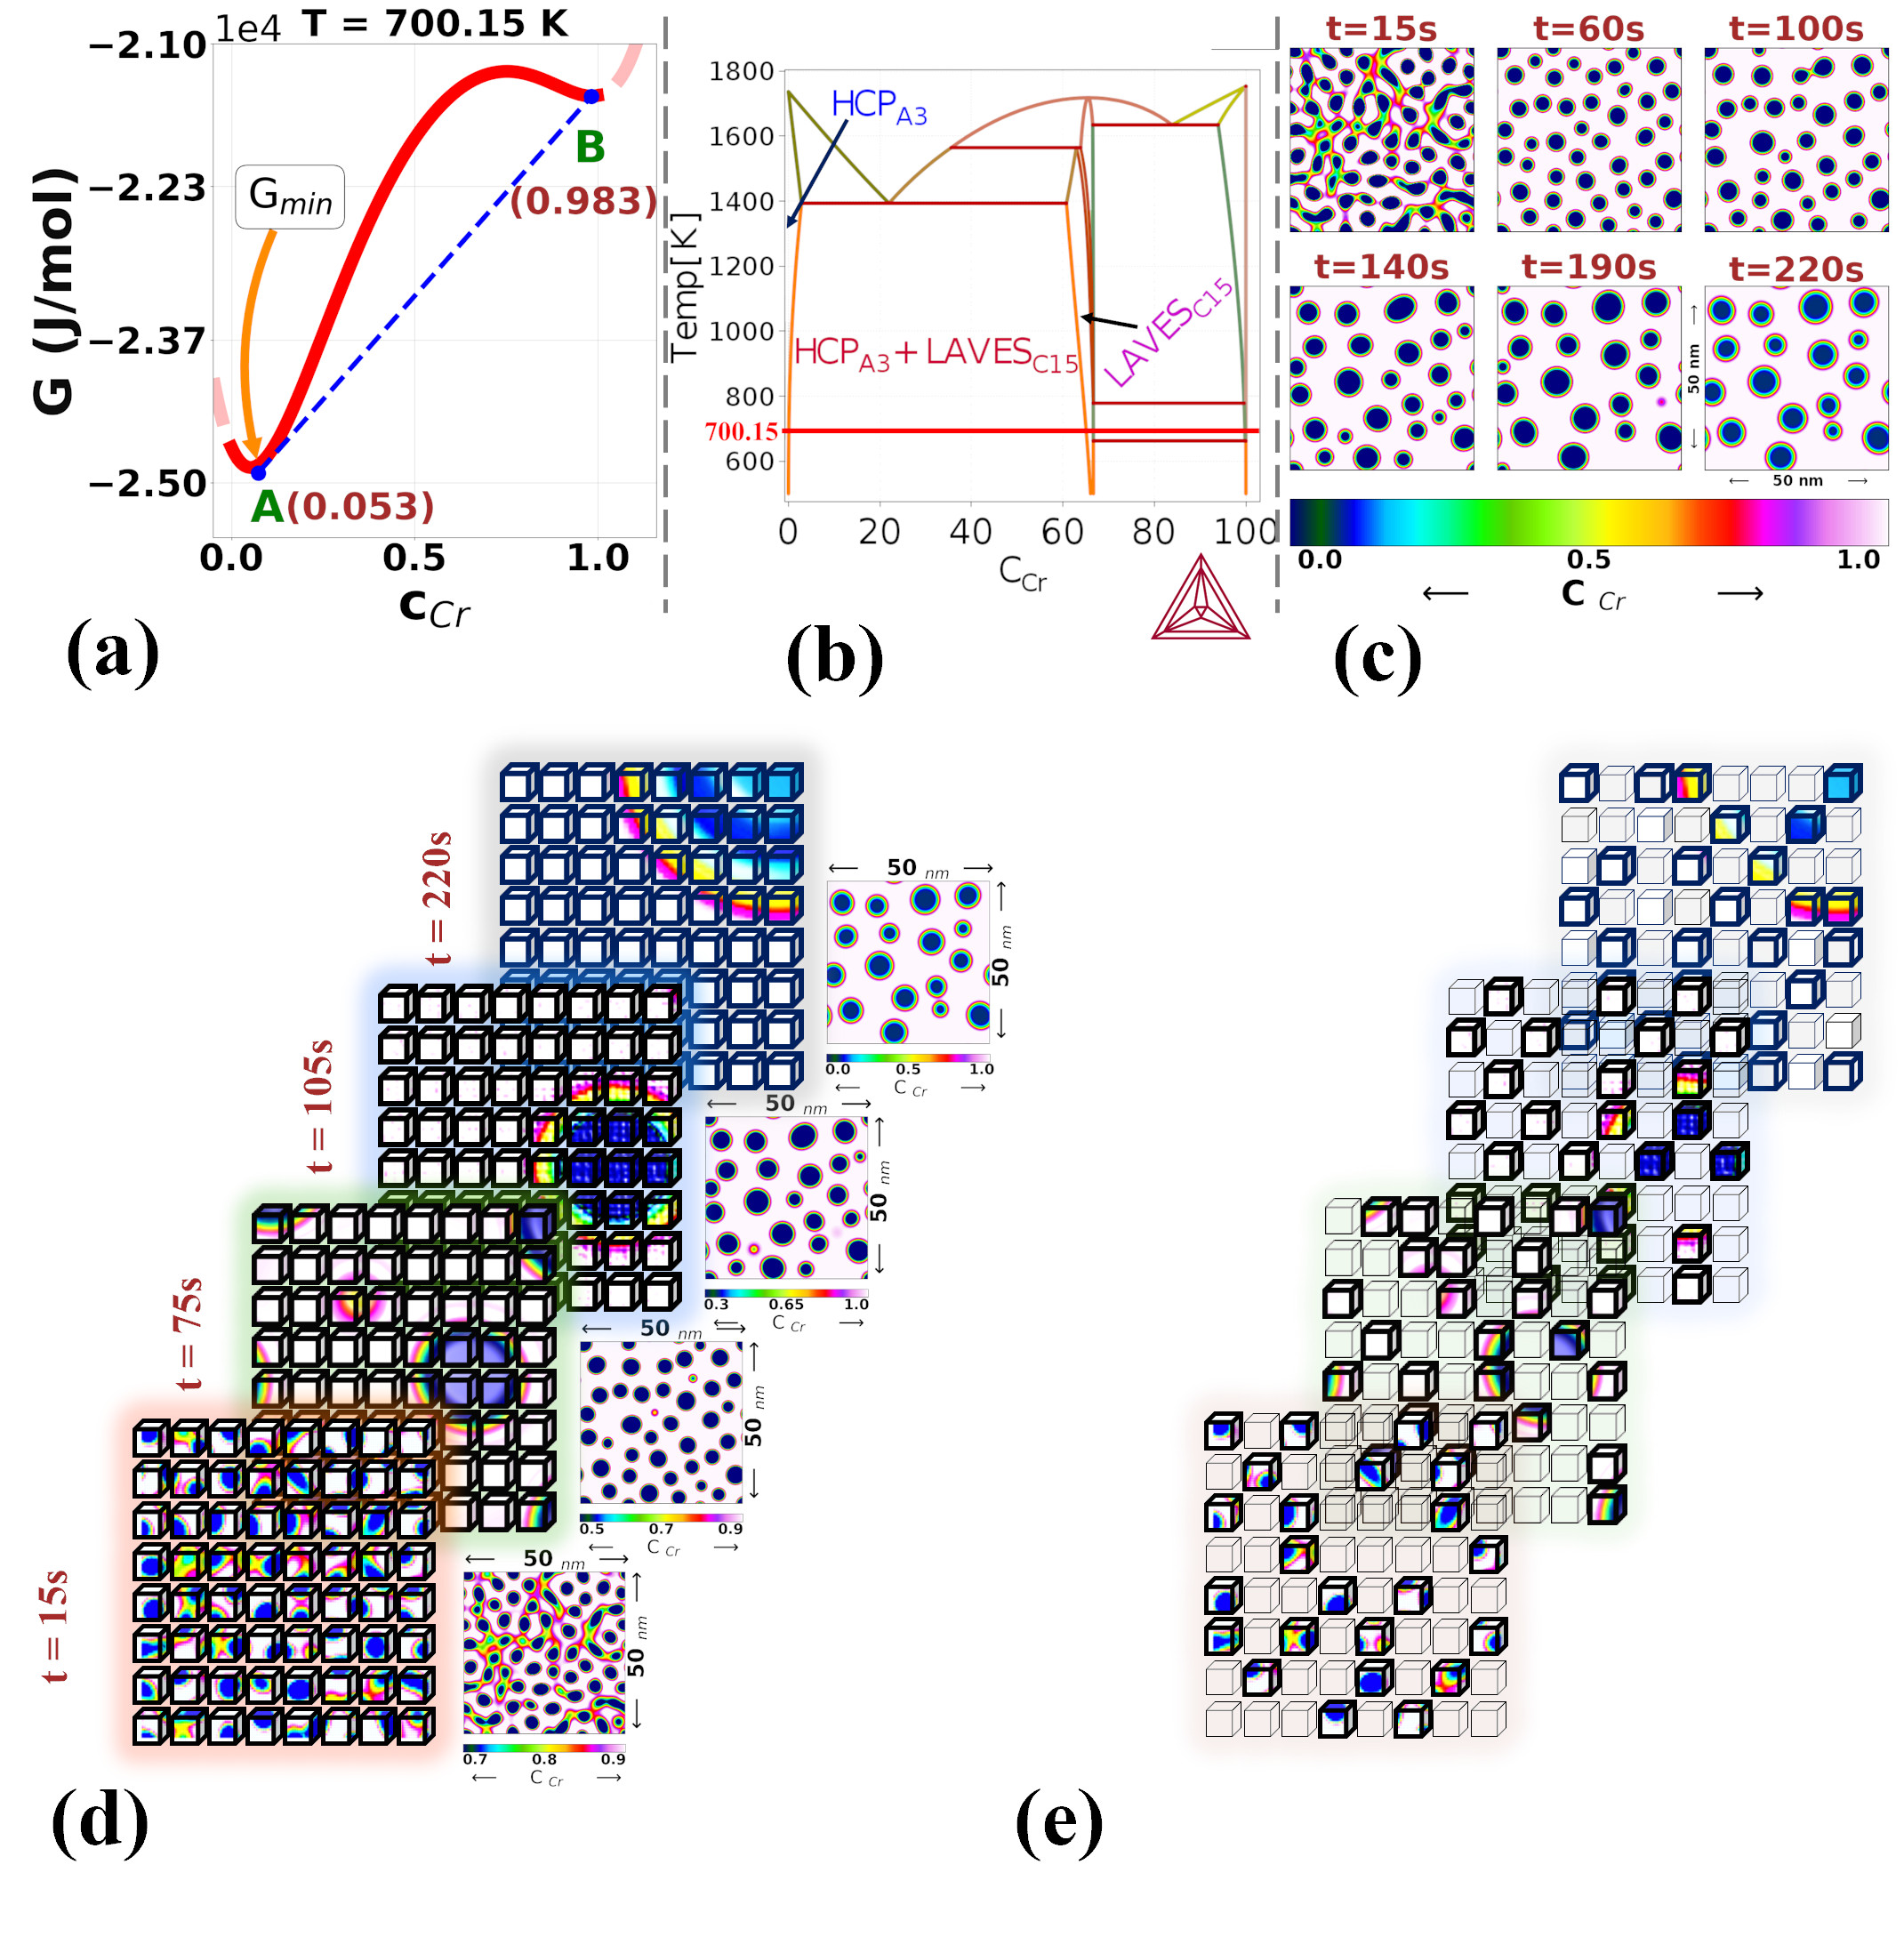 1e4 T = 700.15 K
−2.10
−2.23
−2.37
−2.50
G (J/mol)
Gmin
B
(0.983)
A(0.053)
0.0 0.5 1.0
cCr
(a)
1800
1600
1400
1200
1000
800
700.15
600
Temp[K]
HCPA3
HCPA3+LAVESC15
LAVESC15
0 20 40 60 80 100
CCr
(b)
t=15s t=60s t=100s
t=140s t=190s t=220s
50 nm
← 50 nm →
0.0 0.5 1.0
← C Cr →
(c)
t = 220s
← 50 nm →
50 nm
0.0 0.5 1.0
← C Cr →
t = 105s
← 50 nm →
50 nm
0.3 0.65 1.0
← C Cr →
t = 75s
← 50 nm →
50 nm
0.5 0.7 0.9
← C Cr →
t = 15s
← 50 nm →
50 nm
0.7 0.8 0.9
← C Cr →
(d)
(e)